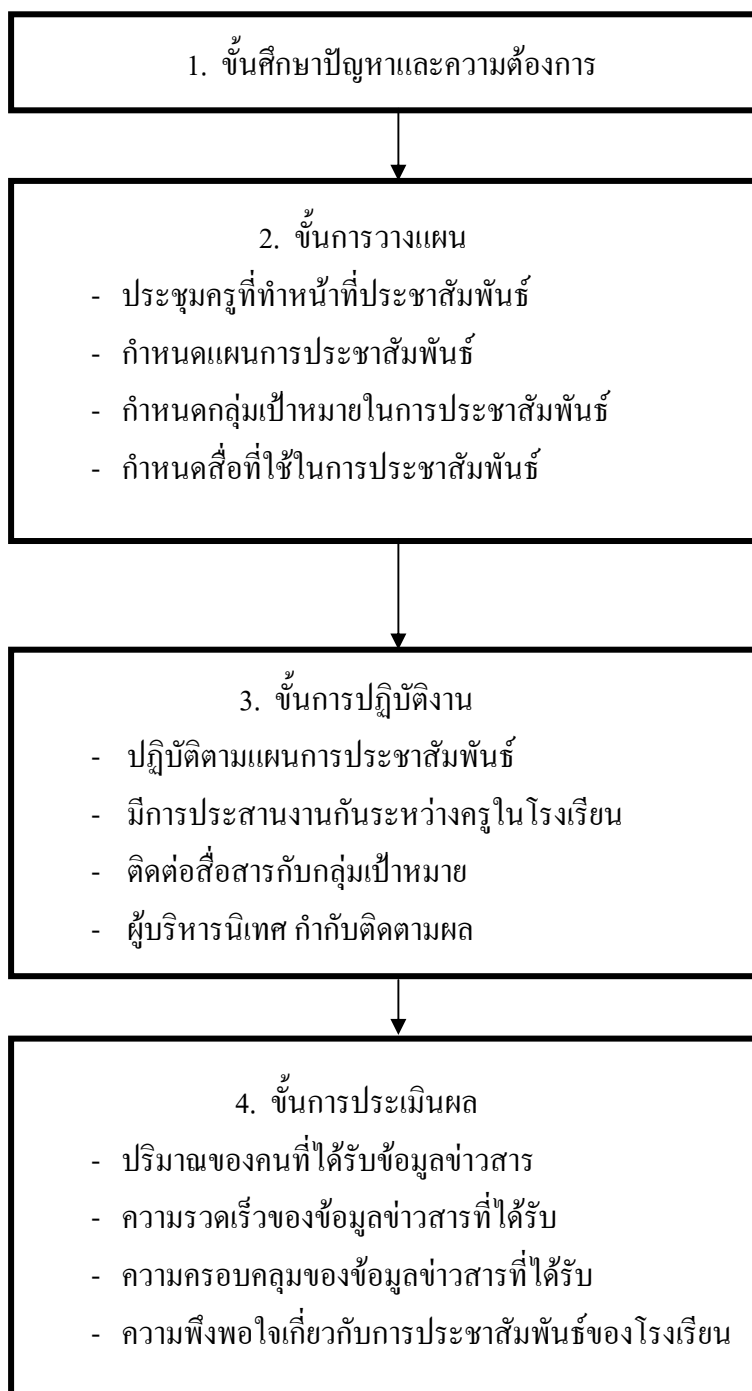 1. ขั้นศึกษาปัญหาและความต้องการ
2. ขั้นการวางแผน
- ประชุมครูที่ทำหน้าที่ประชาสัมพันธ์
- กำหนดแผนการประชาสัมพันธ์
- กำหนดกลุ่มเป้าหมายในการประชาสัมพันธ์
- กำหนดสื่อที่ใช้ในการประชาสัมพันธ์
3. ขั้นการปฏิบัติงาน
- ปฏิบัติตามแผนการประชาสัมพันธ์
- มีการประสานงานกันระหว่างครูในโรงเรียน
- ติดต่อสื่อสารกับกลุ่มเป้าหมาย
- ผู้บริหารนิเทศ กำกับติดตามผล
4. ขั้นการประเมินผล
- ปริมาณของคนที่ได้รับข้อมูลข่าวสาร
- ความรวดเร็วของข้อมูลข่าวสารที่ได้รับ
- ความครอบคลุมของข้อมูลข่าวสารที่ได้รับ
- ความพึงพอใจเกี่ยวกับการประชาสัมพันธ์ของโรงเรียน